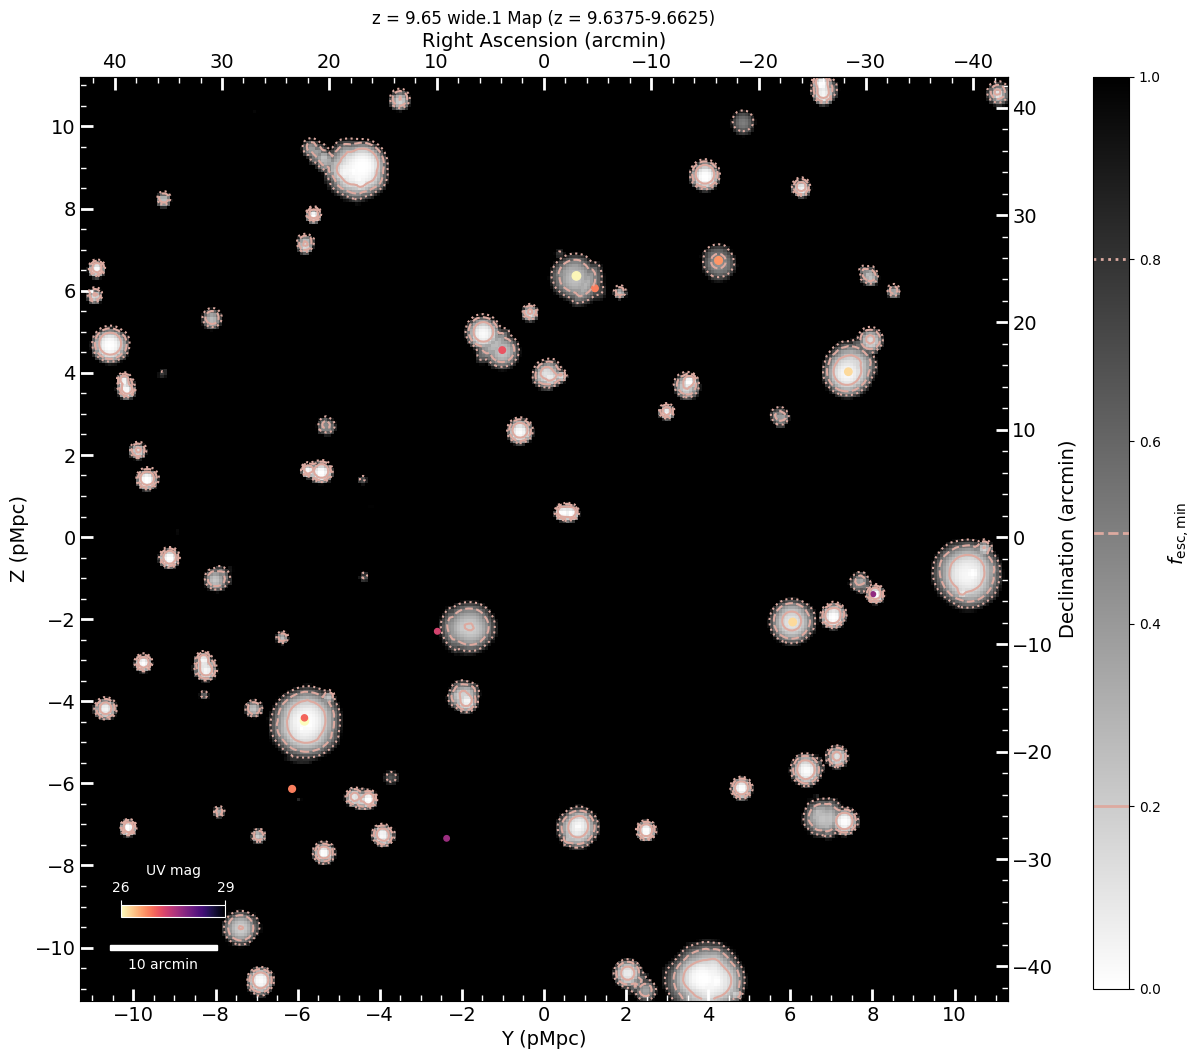 z = 9.65 wide.1 Map (z = 9.6375-9.6625)
Right Ascension (arcmin)
40 30 20 10 0 −10 −20 −30 −40
10 8 6 4 2 0 −2 −4 −6 −8 −10
Z (pMpc)
40 30 20 10 0 −10 −20 −30 −40
Declination (arcmin)
1.0 0.8 0.6 0.4 0.2 0.0
f_esc,min
UV mag
26 29
10 arcmin
−10 −8 −6 −4 −2 0 2 4 6 8 10
Y (pMpc)